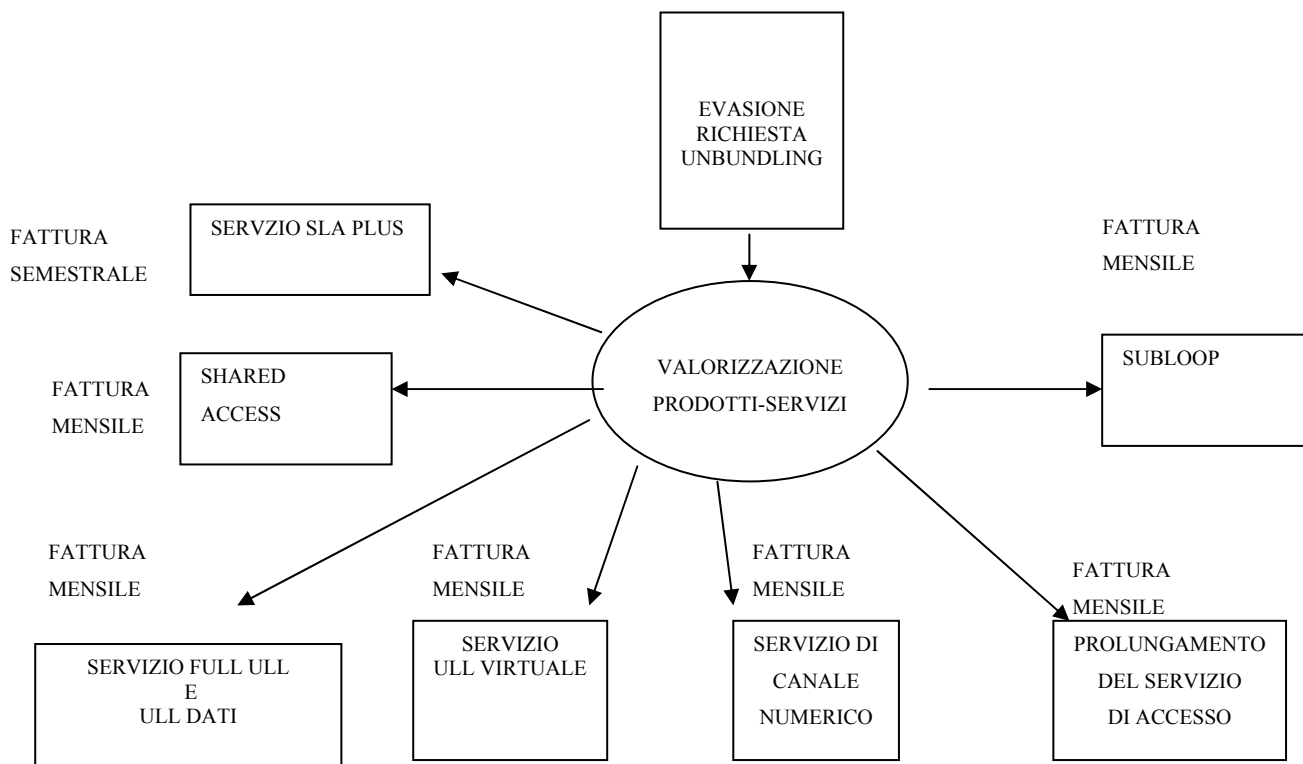 EVASIONE
RICHIESTA
UNBUNDLING
FATTURA
SEMESTRALE
SERVZIO SLA PLUS
FATTURA
MENSILE
FATTURA
MENSILE
SHARED
ACCESS
VALORIZZAZIONE
PRODOTTI-SERVIZI
SUBLOOP
FATTURA
MENSILE
FATTURA
MENSILE
FATTURA
MENSILE
FATTURA
MENSILE
SERVIZIO FULL ULL
E
ULL DATI
SERVIZIO
ULL VIRTUALE
SERVIZIO DI
CANALE
NUMERICO
PROLUNGAMENTO
DEL SERVIZIO
DI ACCESSO